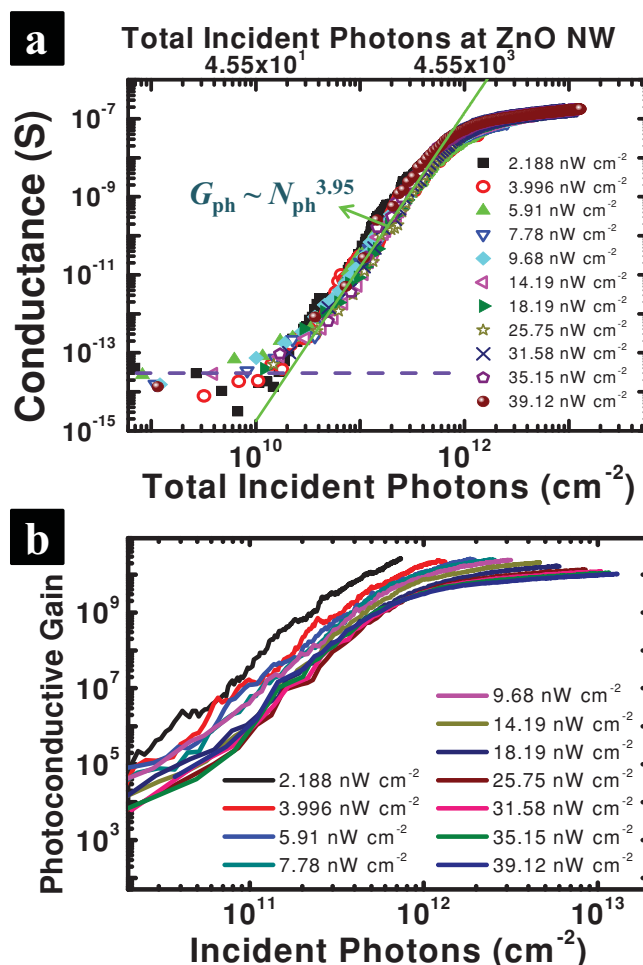 a
Total Incident Photons at ZnO NW
4.55x10¹ 4.55x10³
Conductance (S)
10⁻⁷
10⁻⁹
10⁻¹¹
10⁻¹³
10⁻¹⁵
G_ph ~ N_ph^3.95
2.188 nW cm⁻²
3.996 nW cm⁻²
5.91 nW cm⁻²
7.78 nW cm⁻²
9.68 nW cm⁻²
14.19 nW cm⁻²
18.19 nW cm⁻²
25.75 nW cm⁻²
31.58 nW cm⁻²
35.15 nW cm⁻²
39.12 nW cm⁻²
10¹⁰ 10¹²
Total Incident Photons (cm⁻²)
b
Photoconductive Gain
10⁹
10⁷
10⁵
10³
2.188 nW cm⁻²
3.996 nW cm⁻²
5.91 nW cm⁻²
7.78 nW cm⁻²
9.68 nW cm⁻²
14.19 nW cm⁻²
18.19 nW cm⁻²
25.75 nW cm⁻²
31.58 nW cm⁻²
35.15 nW cm⁻²
39.12 nW cm⁻²
10¹¹ 10¹² 10¹³
Incident Photons (cm⁻²)